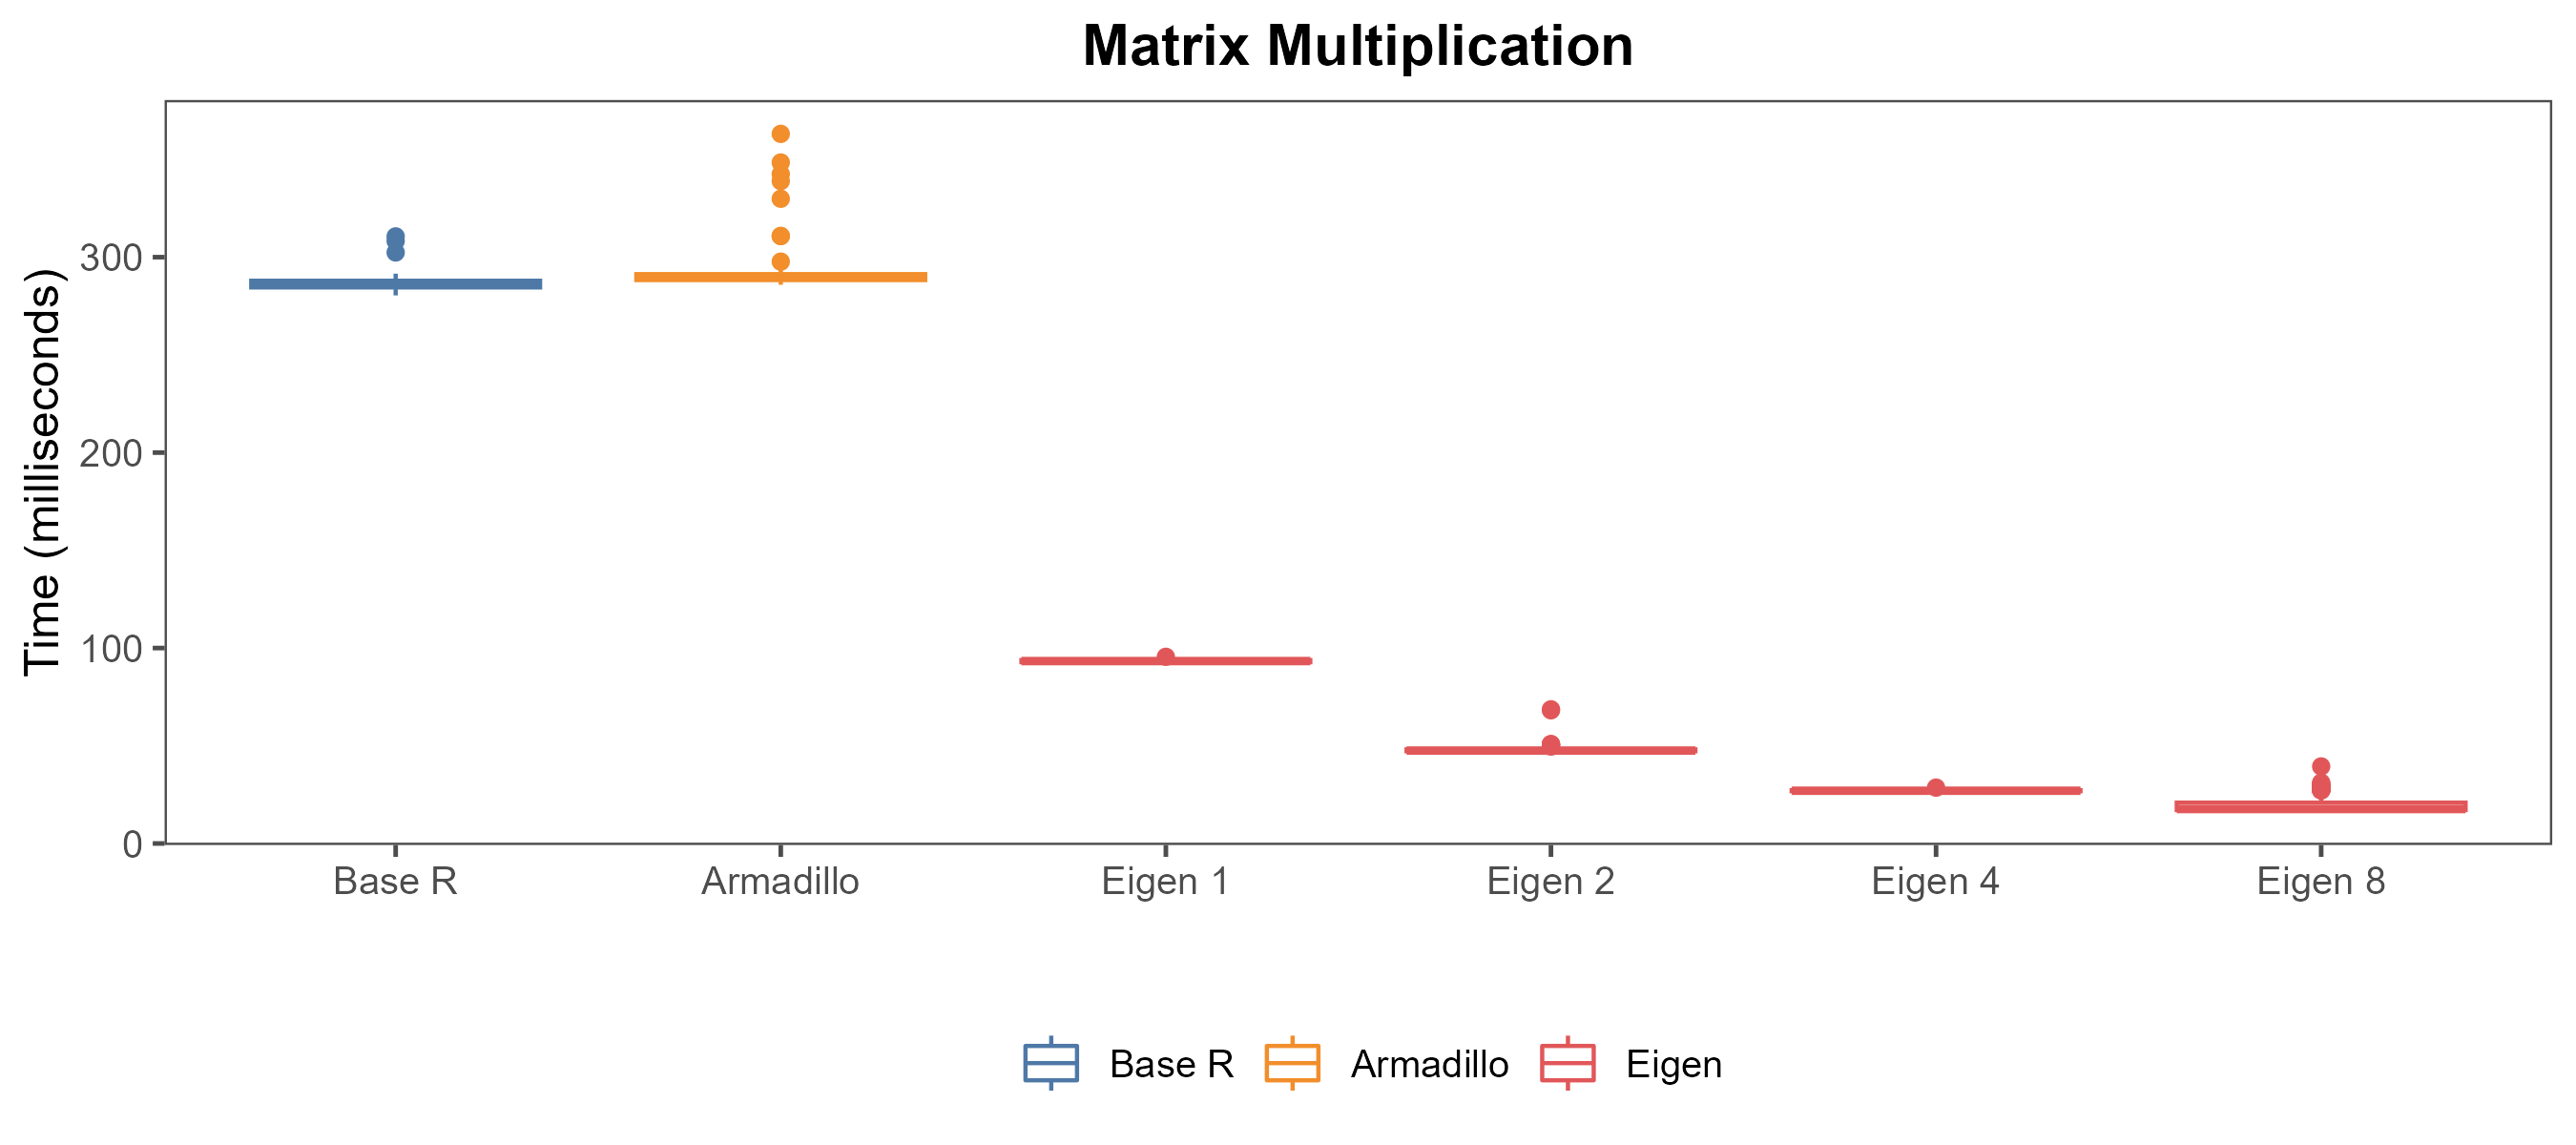 Matrix Multiplication
Time (milliseconds)
300
200
100
0
Base R Armadillo Eigen 1 Eigen 2 Eigen 4 Eigen 8
Base R Armadillo Eigen